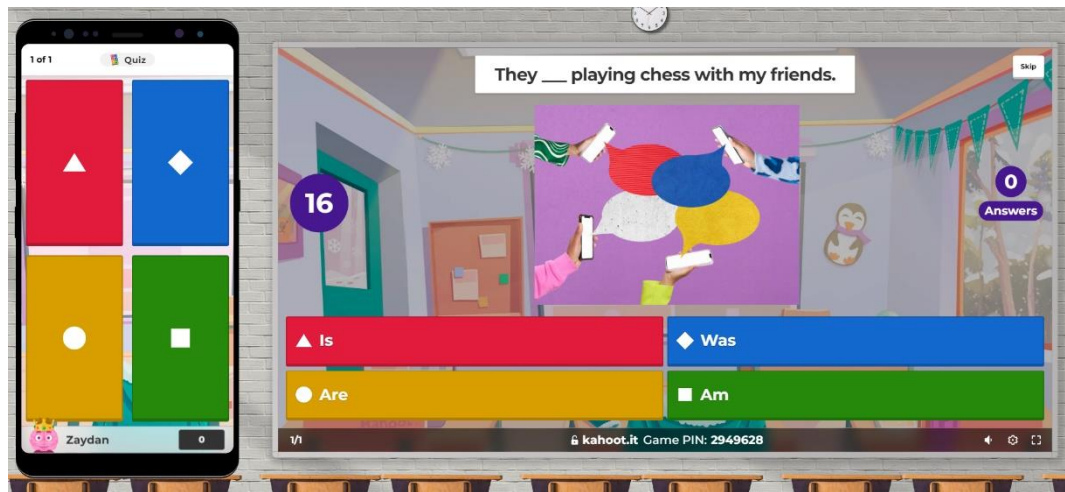 1 of 1
Quiz
Zaydan
0
They __ playing chess with my friends.
Skip
16
0
Answers
Is
Was
Are
Am
1/1
kahoot.it Game PIN: 2949628